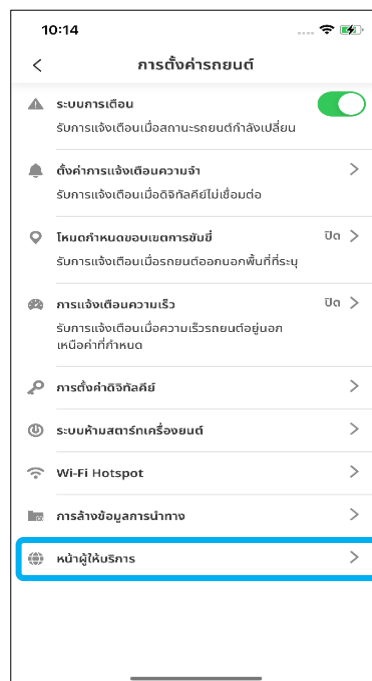 10:14
การตั้งค่ารถยนต์
ระบบการเตือน
รับการแจ้งเตือนเมื่อสถานะรถยนต์กำลังเปลี่ยน
ตั้งค่าการแจ้งเตือนความจำ
รับการแจ้งเตือนเมื่อดิจิทัลคีย์ไม่เชื่อมต่อ
โหมดกำหนดขอบเขตการขับขี่ ปิด
รับการแจ้งเตือนเมื่อรถยนต์ออกนอกพื้นที่ที่ระบุ
การแจ้งเตือนความเร็ว ปิด
รับการแจ้งเตือนเมื่อความเร็วรถยนต์อยู่นอก
เหนือค่าที่กำหนด
การตั้งค่าดิจิทัลคีย์
ระบบห้ามสตาร์ทเครื่องยนต์
Wi-Fi Hotspot
การล้างข้อมูลการนำทาง
หน้าผู้ให้บริการ